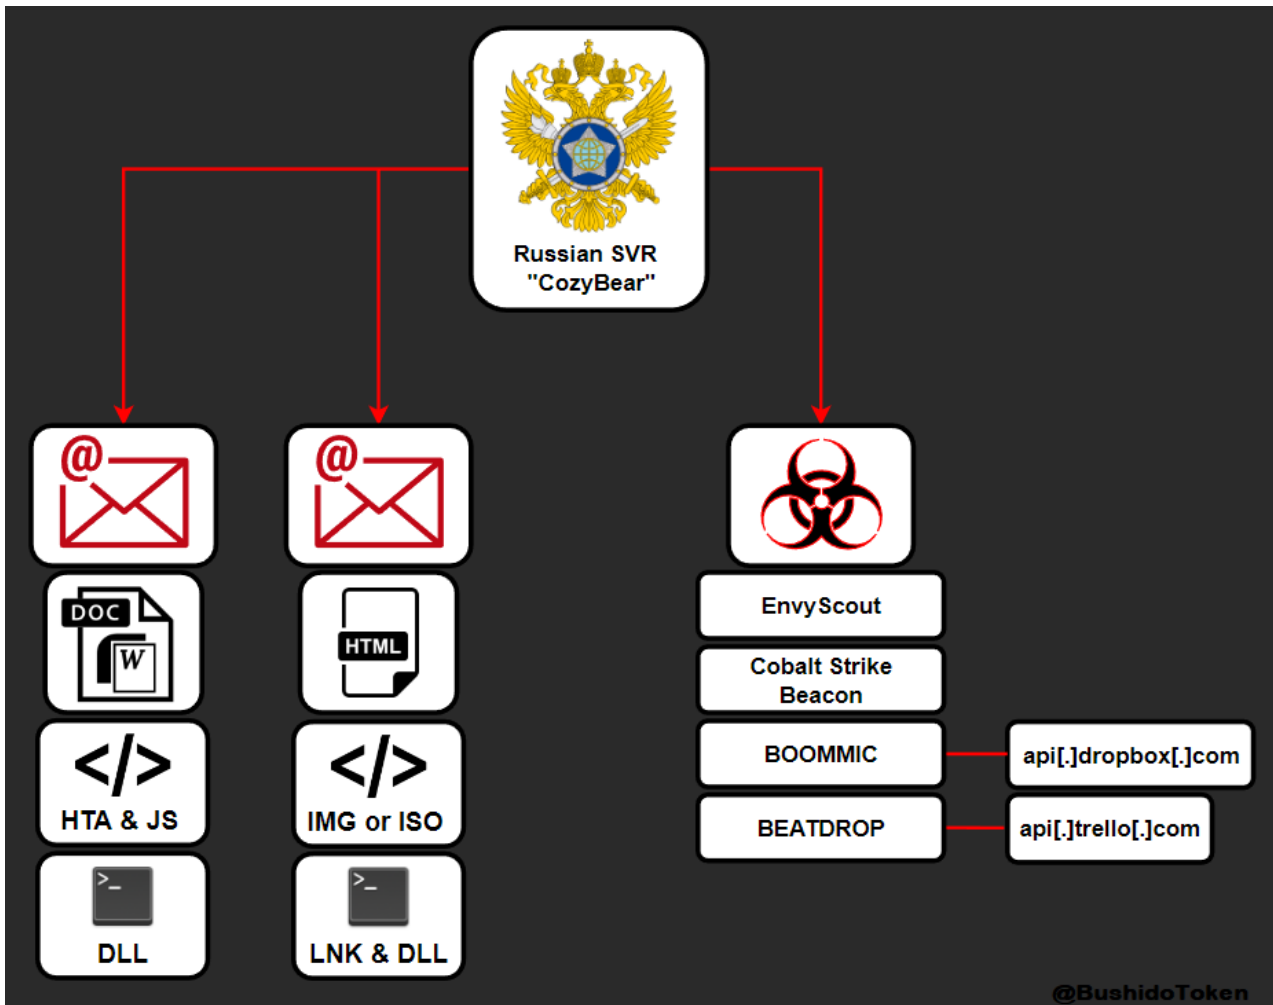 Russian SVR
"CozyBear"
@
@
DOC
W
HTML
</>
HTA & JS
</>
IMG or ISO
>_
DLL
>_
LNK & DLL
EnvyScout
Cobalt Strike
Beacon
BOOMMIC
api[.]dropbox[.]com
BEATDROP
api[.]trello[.]com
@BushidoToken